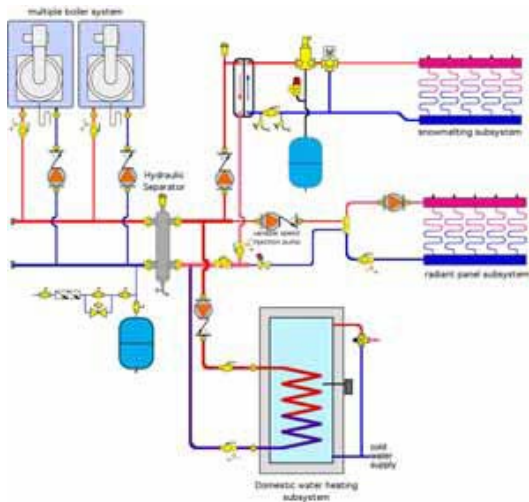 multiple boiler system
Hydraulic
Separator
snowmelting subsystem
variable speed
injection pump
radiant panel subsystem
cold
water
supply
Domestic water heating
subsystem